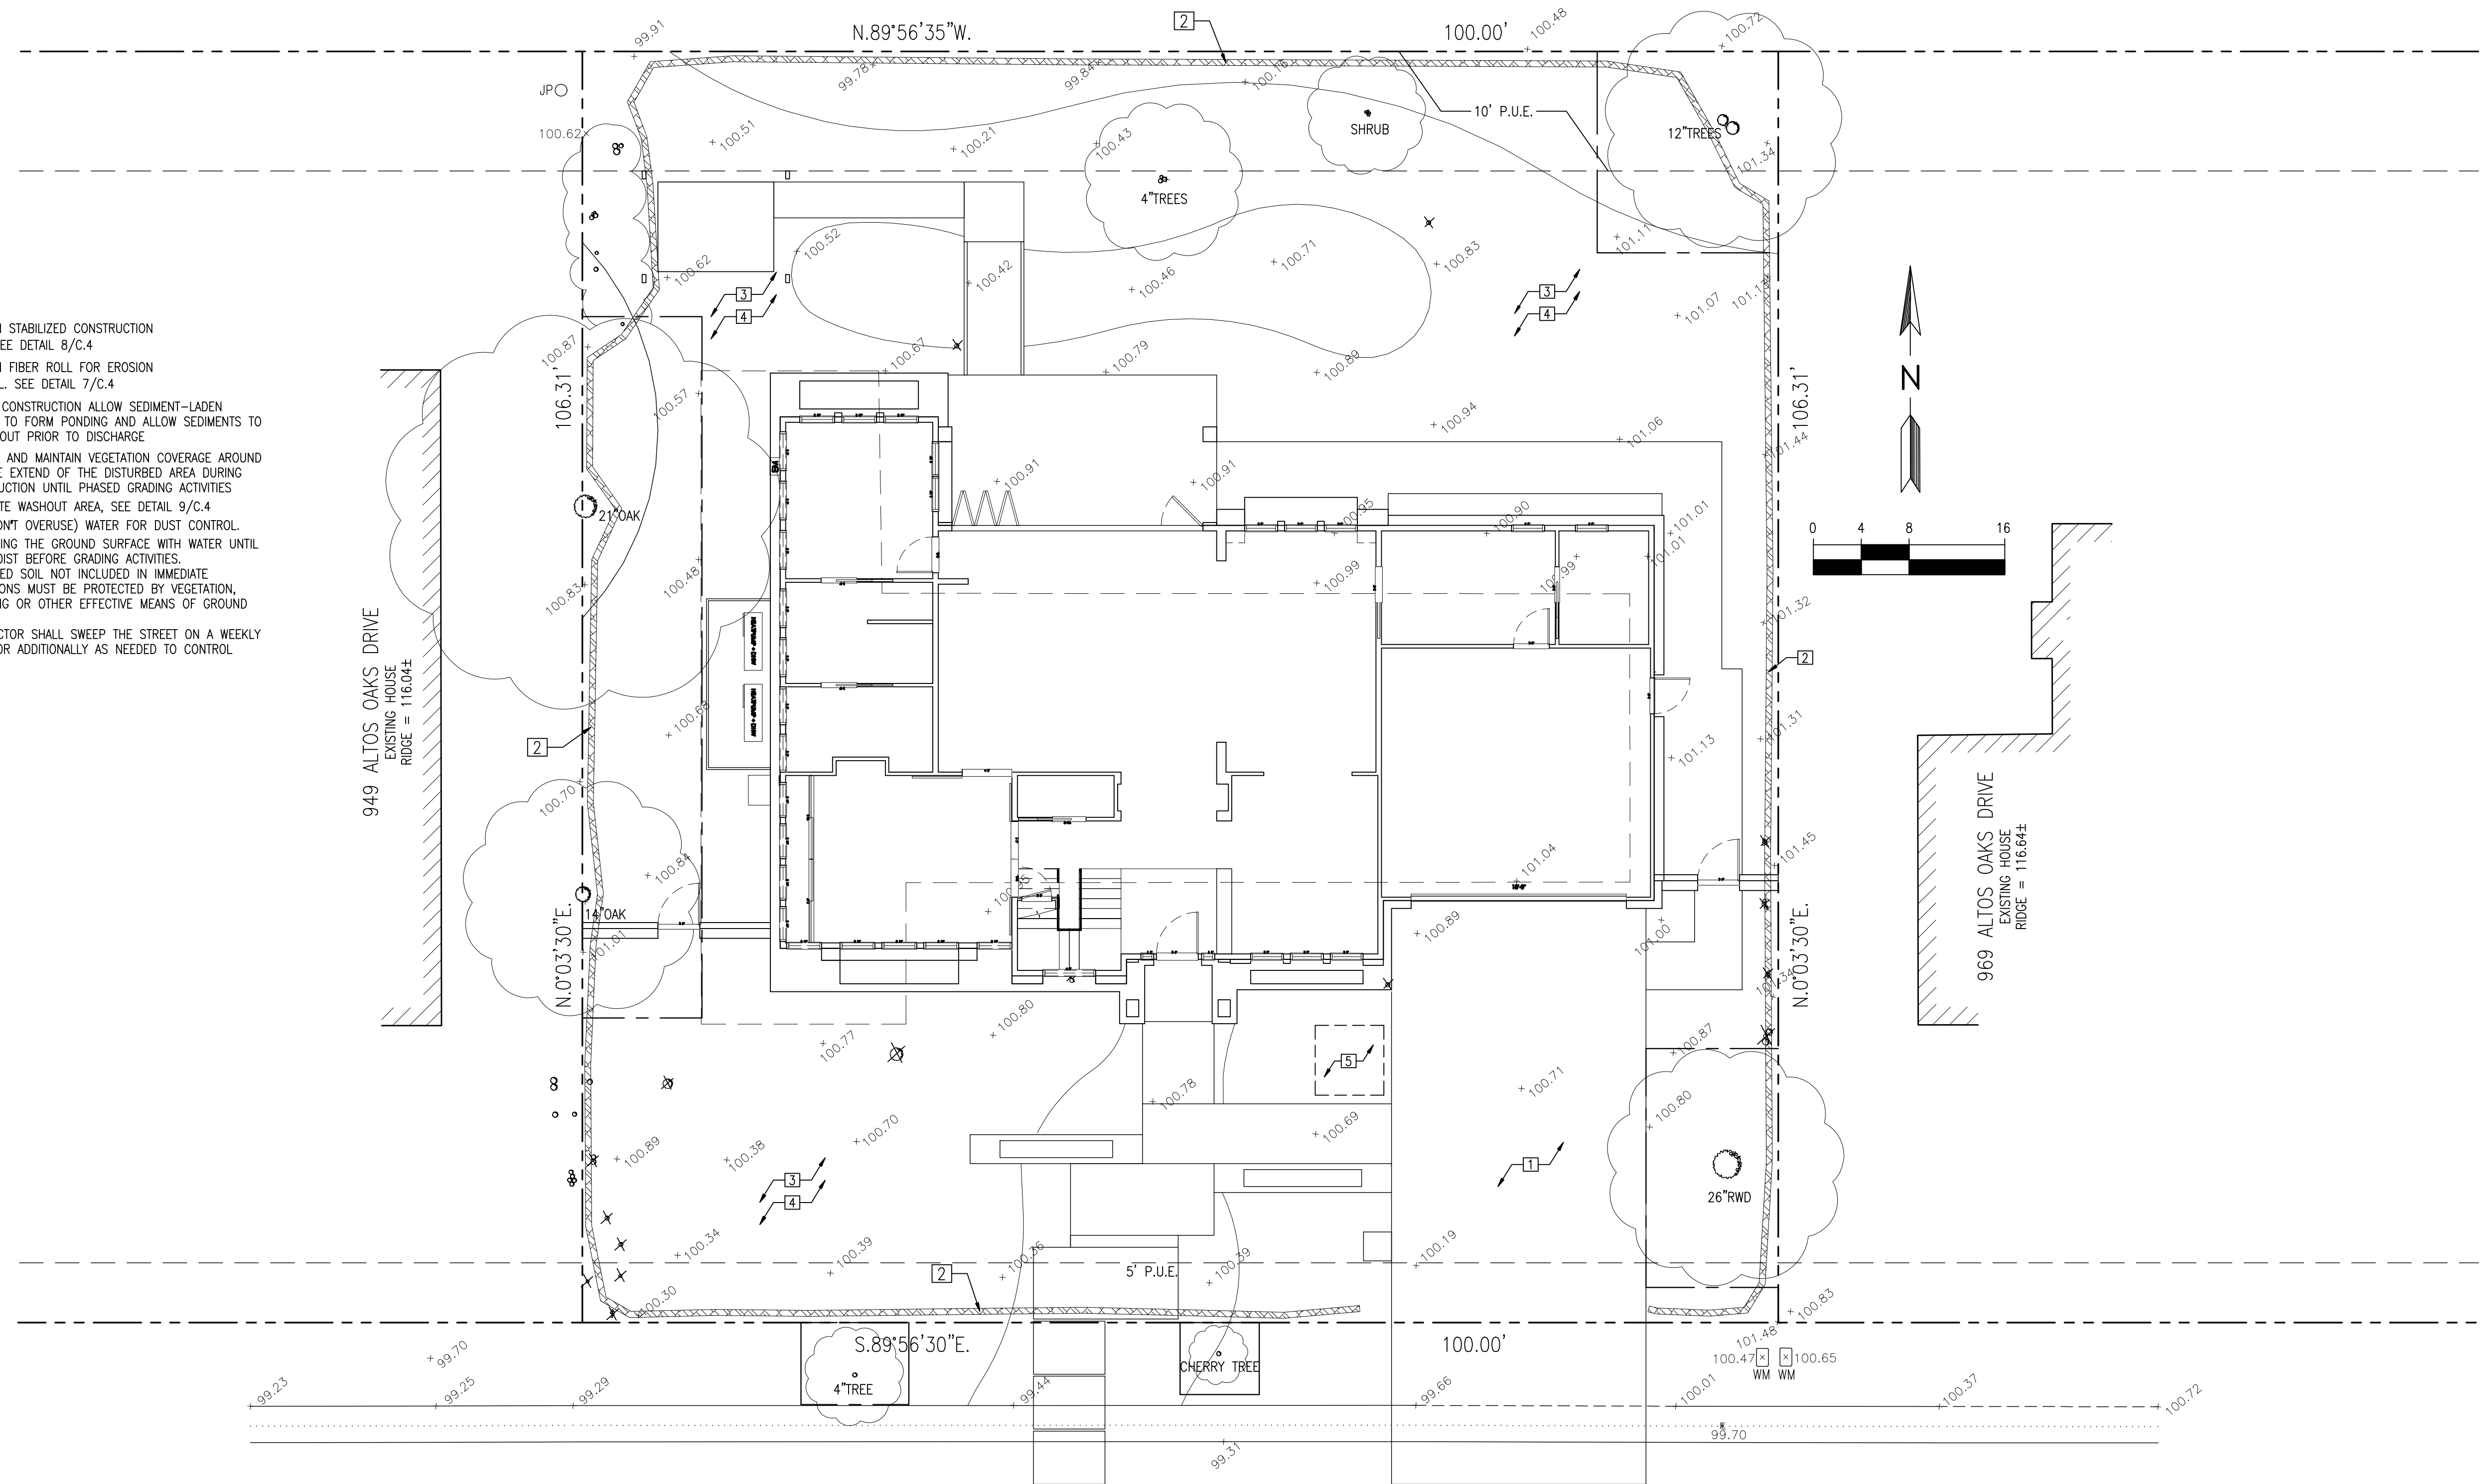 N.89°56'35"W.
2
100.00'
99.91
100.48
100.72
99.78
99.84
JP
100.62
100.51
100.21
100.43
SHRUB
10' P.U.E.
12"TREES
101.34
4"TREES
100.62
100.52
100.42
100.46
100.71
100.83
101.11
101.07
3
4
3
4
N STABILIZED CONSTRUCTION
EE DETAIL 8/C.4
N FIBER ROLL FOR EROSION
L. SEE DETAIL 7/C.4
CONSTRUCTION ALLOW SEDIMENT-LADEN
TO FORM PONDING AND ALLOW SEDIMENTS TO
OUT PRIOR TO DISCHARGE
AND MAINTAIN VEGETATION COVERAGE AROUND
E EXTEND OF THE DISTURBED AREA DURING
UCTION UNTIL PHASED GRADING ACTIVITIES
TE WASHOUT AREA, SEE DETAIL 9/C.4
ON'T OVERUSE) WATER FOR DUST CONTROL.
ING THE GROUND SURFACE WITH WATER UNTIL
OIST BEFORE GRADING ACTIVITIES.
ED SOIL NOT INCLUDED IN IMMEDIATE
ONS MUST BE PROTECTED BY VEGETATION,
NG OR OTHER EFFECTIVE MEANS OF GROUND
CTOR SHALL SWEEP THE STREET ON A WEEKLY
OR ADDITIONALLY AS NEEDED TO CONTROL
100.87
106.31'
100.57
100.67
100.79
100.89
100.94
101.06
106.31'
101.44
N
21"OAK
100.91
100.91
100.95
100.90
101.01
101.01
0 4 8 16
100.83
100.48
100.99
100.99
101.32
949 ALTOS OAKS DRIVE
EXISTING HOUSE
RIDGE = 116.04±
100.68
2
2
101.31
101.13
969 ALTOS OAKS DRIVE
EXISTING HOUSE
RIDGE = 116.64±
100.70
100.84
101.04
101.45
14"OAK
101.01
N.0°03'30"E.
100.89
101.00
101.34
N.0°03'30"E.
100.77
100.80
100.87
5
100.78
100.71
100.80
100.89
100.38
100.70
100.69
3
4
1
26"RWD
100.34
100.39
100.36
5' P.U.E.
100.39
100.19
2
100.30
100.83
S.89°56'30"E.
100.00'
101.48
100.47
100.65
WM WM
4"TREE
CHERRY TREE
99.70
99.23
99.25
99.29
99.44
99.66
100.01
100.37
100.72
99.31
99.70